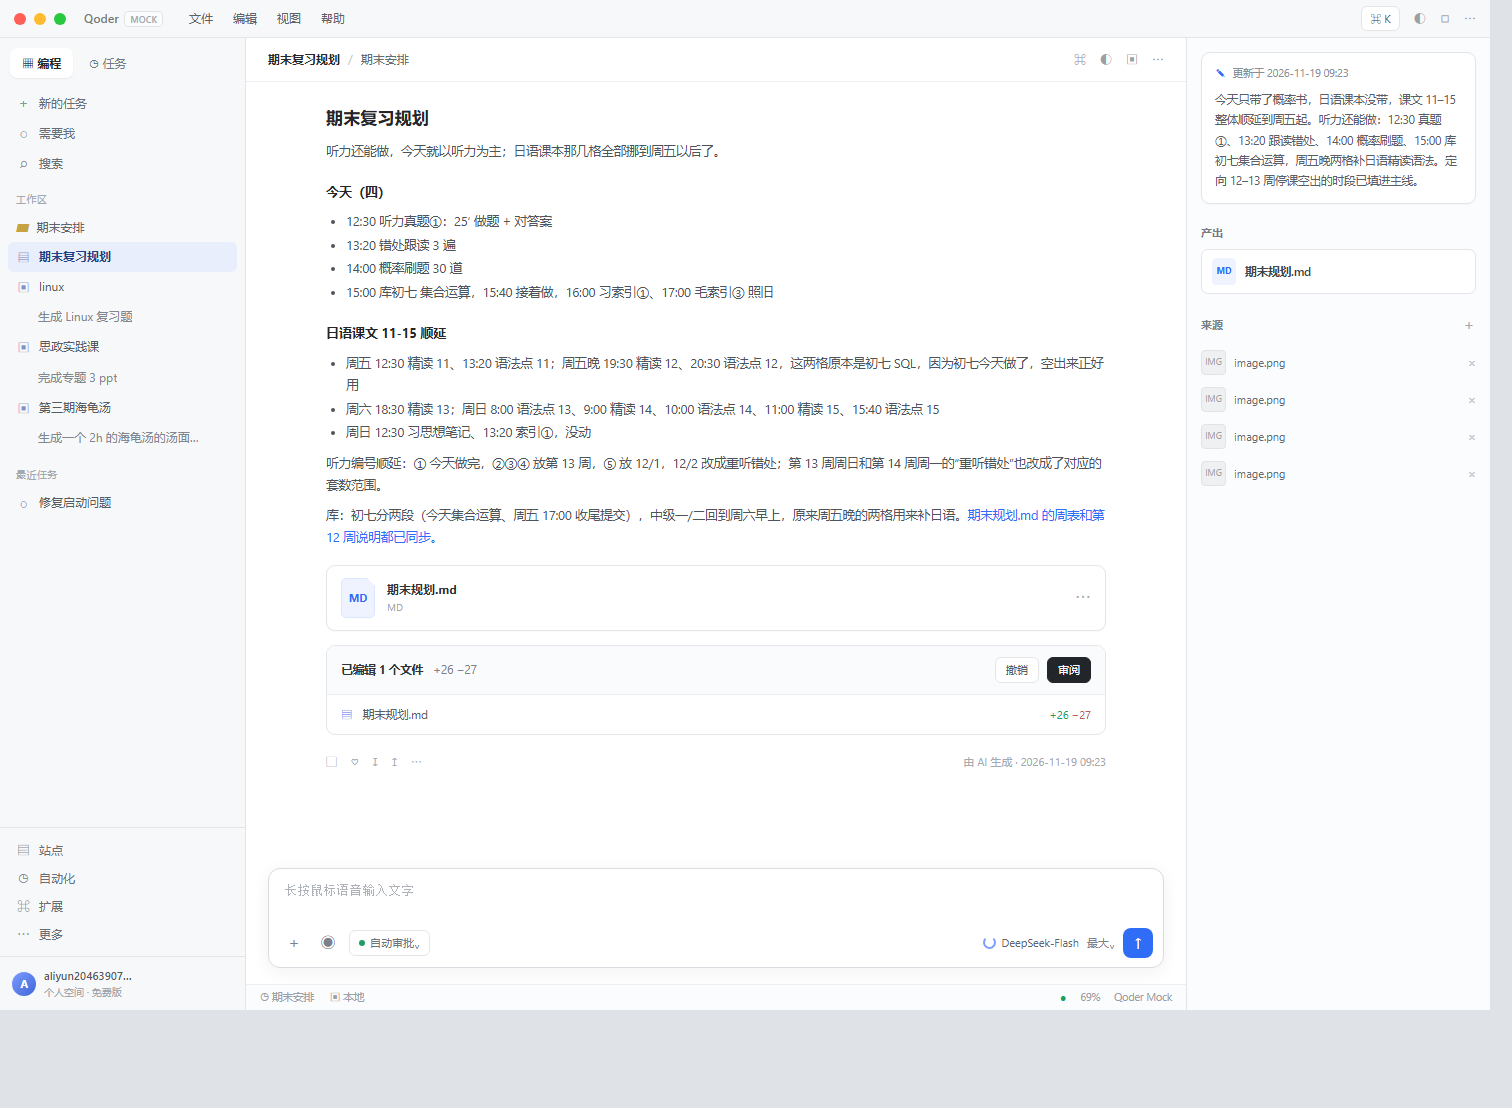 Qoder MOCK 文件 编辑 视图 帮助 ⌘ K
编程 任务
+ 新的任务
需要我
搜索
工作区
期末安排
期末复习规划
linux
生成 Linux 复习题
思政实践课
完成专题 3 ppt
第三期海龟汤
生成一个 2h 的海龟汤的汤面...
最近任务
修复启动问题
站点
自动化
扩展
更多
A aliyun20463907...
个人空间 · 免费版
期末复习规划 / 期末安排
期末复习规划
听力还能做，今天就以听力为主；日语课本那几格全部挪到周五以后了。
今天（四）
• 12:30 听力真题①：25′ 做题 + 对答案
• 13:20 错处跟读 3 遍
• 14:00 概率刷题 30 道
• 15:00 库初七 集合运算，15:40 接着做，16:00 习索引①、17:00 毛索引③ 照旧
日语课文 11-15 顺延
• 周五 12:30 精读 11、13:20 语法点 11；周五晚 19:30 精读 12、20:30 语法点 12，这两格原本是初七 SQL，因为初七今天做了，空出来正好
用
• 周六 18:30 精读 13；周日 8:00 语法点 13、9:00 精读 14、10:00 语法点 14、11:00 精读 15、15:40 语法点 15
• 周日 12:30 习思想笔记、13:20 索引①，没动
听力编号顺延：① 今天做完，②③④ 放第 13 周，⑤ 放 12/1，12/2 改成重听错处；第 13 周周日和第 14 周周一的“重听错处”也改成了对应的
套数范围。
库：初七分两段（今天集合运算、周五 17:00 收尾提交），中级一/二回到周六早上，原来周五晚的两格用来补日语。期末规划.md 的周表和第
12 周说明都已同步。
MD 期末规划.md
MD
已编辑 1 个文件 +26 −27 撤销 审阅
期末规划.md +26 −27
由 AI 生成 · 2026-11-19 09:23
长按鼠标语音输入文字
+ 自动审批 DeepSeek-Flash 最大 ↑
期末安排 本地 69% Qoder Mock
更新于 2026-11-19 09:23
今天只带了概率书，日语课本没带，课文 11–15
整体顺延到周五起。听力还能做：12:30 真题
①、13:20 跟读错处、14:00 概率刷题、15:00 库
初七集合运算，周五晚两格补日语精读语法。定
向 12–13 周停课空出的时段已填进主线。
产出
MD 期末规划.md
来源 +
IMG image.png ×
IMG image.png ×
IMG image.png ×
IMG image.png ×